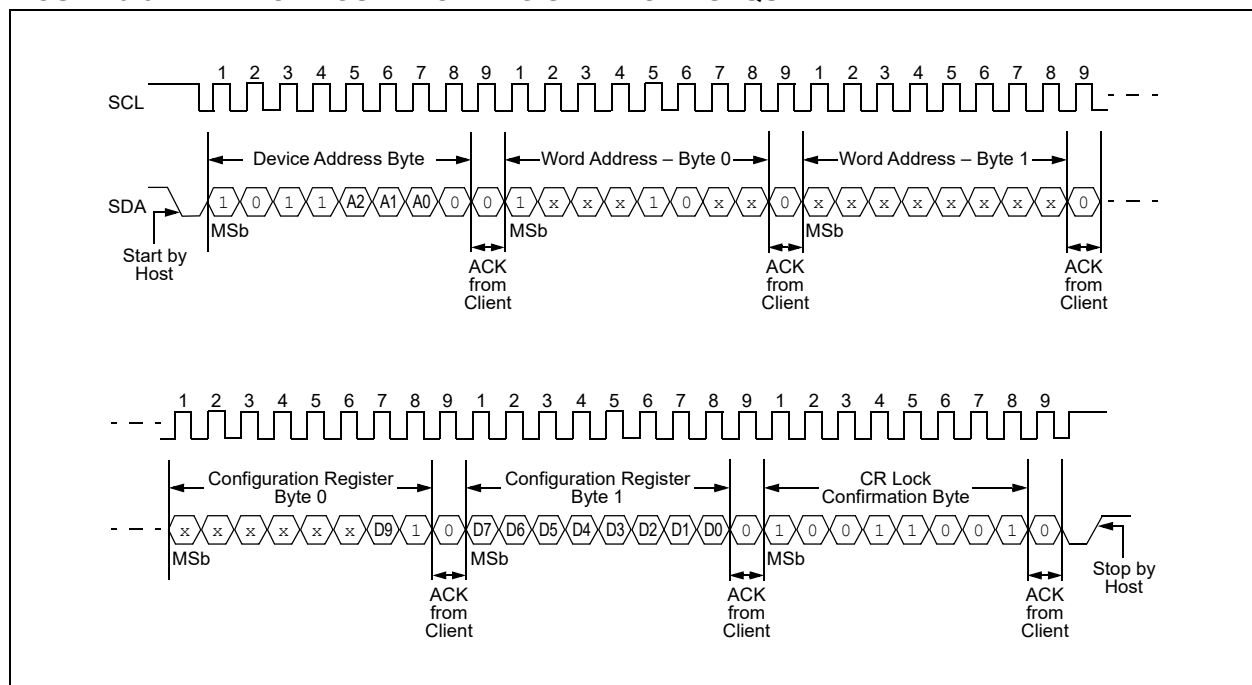 1 2 3 4 5 6 7 8 9 1 2 3 4 5 6 7 8 9 1 2 3 4 5 6 7 8 9
SCL
Device Address Byte
Word Address – Byte 0
Word Address – Byte 1
SDA
1 0 1 1 A2 A1 A0 0 0 1 x x x 1 0 x x 0 x x x x x x x x 0
MSb
MSb
MSb
Start by
Host
ACK
from
Client
ACK
from
Client
ACK
from
Client
1 2 3 4 5 6 7 8 9 1 2 3 4 5 6 7 8 9 1 2 3 4 5 6 7 8 9
Configuration Register
Byte 0
Configuration Register
Byte 1
CR Lock
Confirmation Byte
x x x x x x D9 1 0 D7 D6 D5 D4 D3 D2 D1 D0 0 1 0 0 1 1 0 0 1 0
MSb
MSb
MSb
ACK
from
Client
ACK
from
Client
ACK
from
Client
Stop by
Host